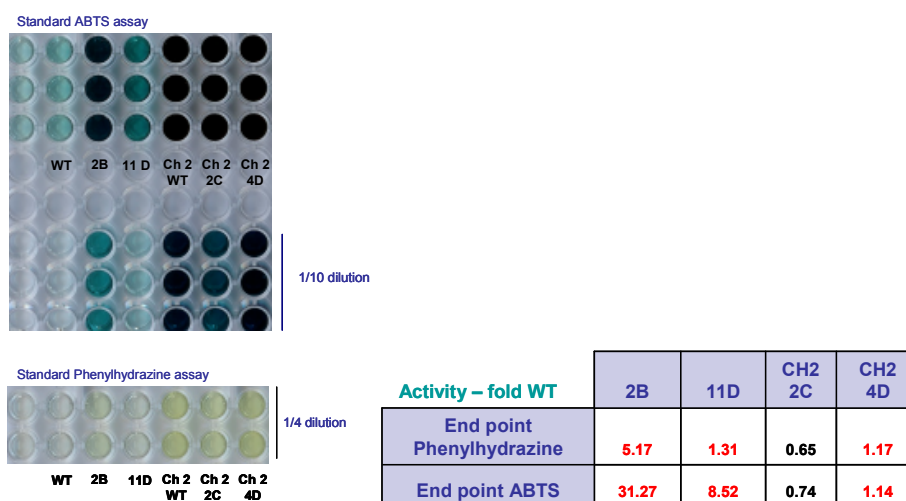 Standard ABTS assay
WT 2B 11 D Ch 2 Ch 2 Ch 2
WT 2C 4D
1/10 dilution
Standard Phenylhydrazine assay
1/4 dilution
WT 2B 11D Ch 2 Ch 2 Ch 2
WT 2C 4D
Activity – fold WT 2B 11D CH2 2C CH2 4D
End point
Phenylhydrazine 5.17 1.31 0.65 1.17
End point ABTS 31.27 8.52 0.74 1.14